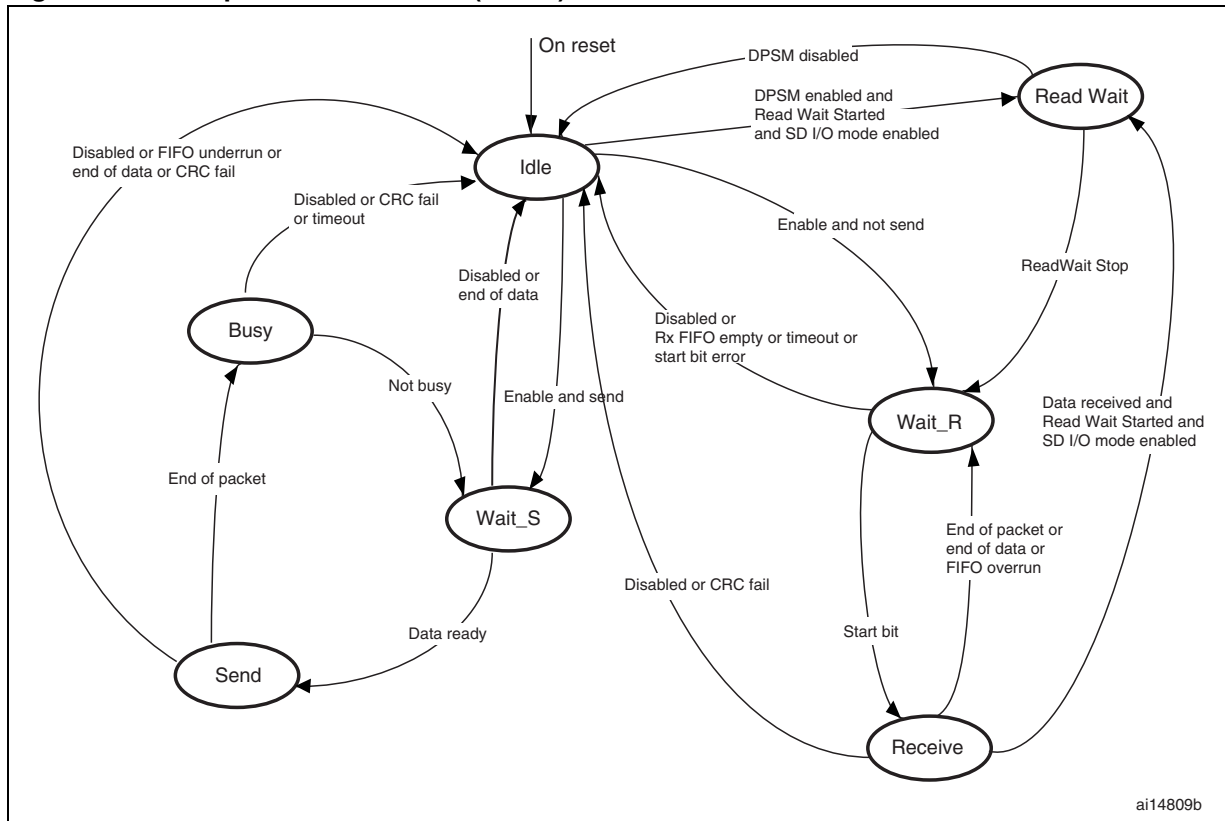 On reset
DPSM disabled
Read Wait
DPSM enabled and
Read Wait Started
and SD I/O mode enabled
Disabled or FIFO underrun or
end of data or CRC fail
Idle
Disabled or CRC fail
or timeout
Enable and not send
Disabled or
end of data
ReadWait Stop
Busy
Disabled or
Rx FIFO empty or timeout or
start bit error
Not busy
Enable and send
Wait_R
Data received and
Read Wait Started and
SD I/O mode enabled
End of packet
Wait_S
End of packet or
end of data or
FIFO overrun
Disabled or CRC fail
Data ready
Start bit
Send
Receive
ai14809b